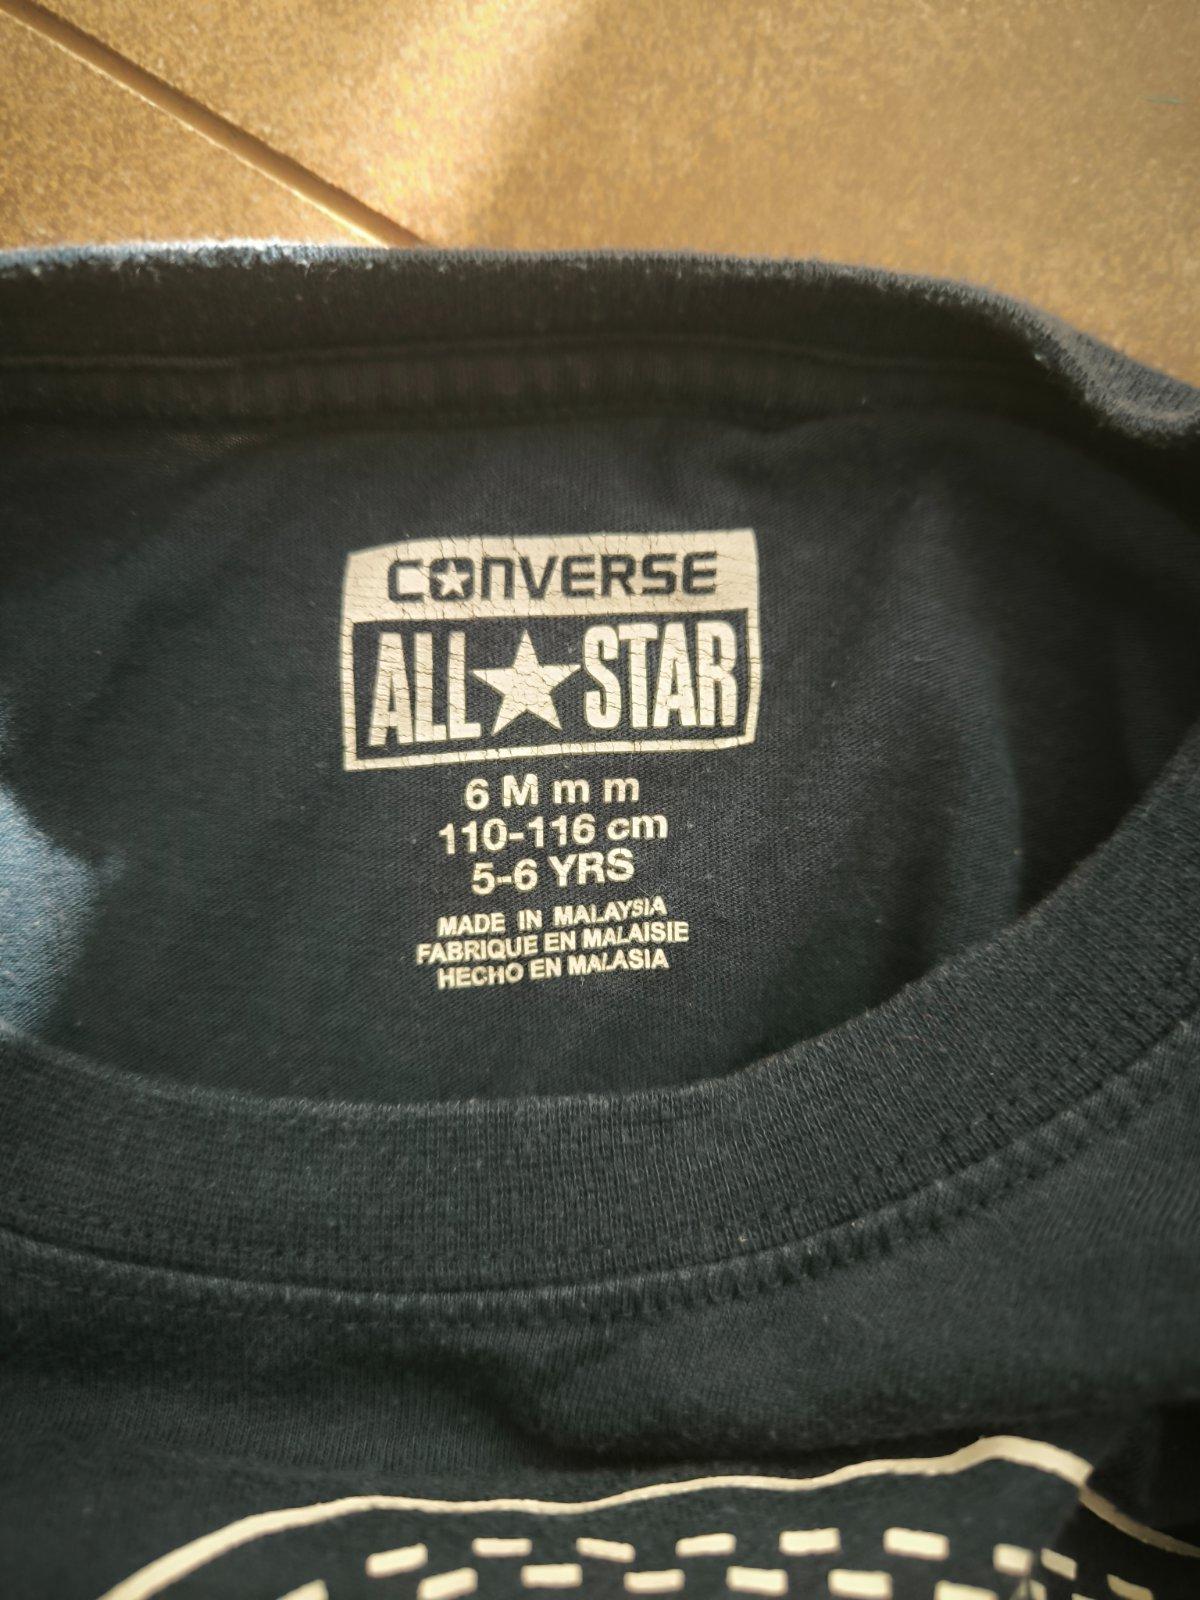 CONVERSE
ALL★STAR
6 M m m
110-116 cm
5-6 YRS
MADE IN MALAYSIA
FABRIQUE EN MALAISIE
HECHO EN MALASIA